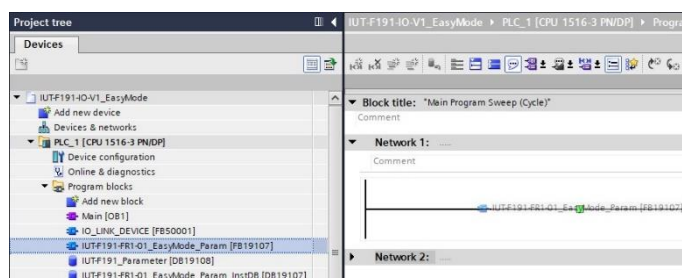 Project tree
Devices
IUT-F191-IO-V1_EasyMode
Add new device
Devices & networks
PLC_1 [CPU 1516-3 PN/DP]
Device configuration
Online & diagnostics
Program blocks
Add new block
Main [OB1]
IO_LINK_DEVICE [FB50001]
IUT-F191-FR1-01_EasyMode_Param [FB19107]
IUT-F191_Parameter [DB19108]
IUT-F191-FR1-01_EasyMode_Param_InstDB [DB19107]
IUT-F191-IO-V1_EasyMode PLC_1 [CPU 1516-3 PN/DP]
Block title: "Main Program Sweep (Cycle)"
Comment
Network 1: .....
Comment
IUT-F191-FR1-01_EasyMode_Param [FB19107]
Network 2: .....